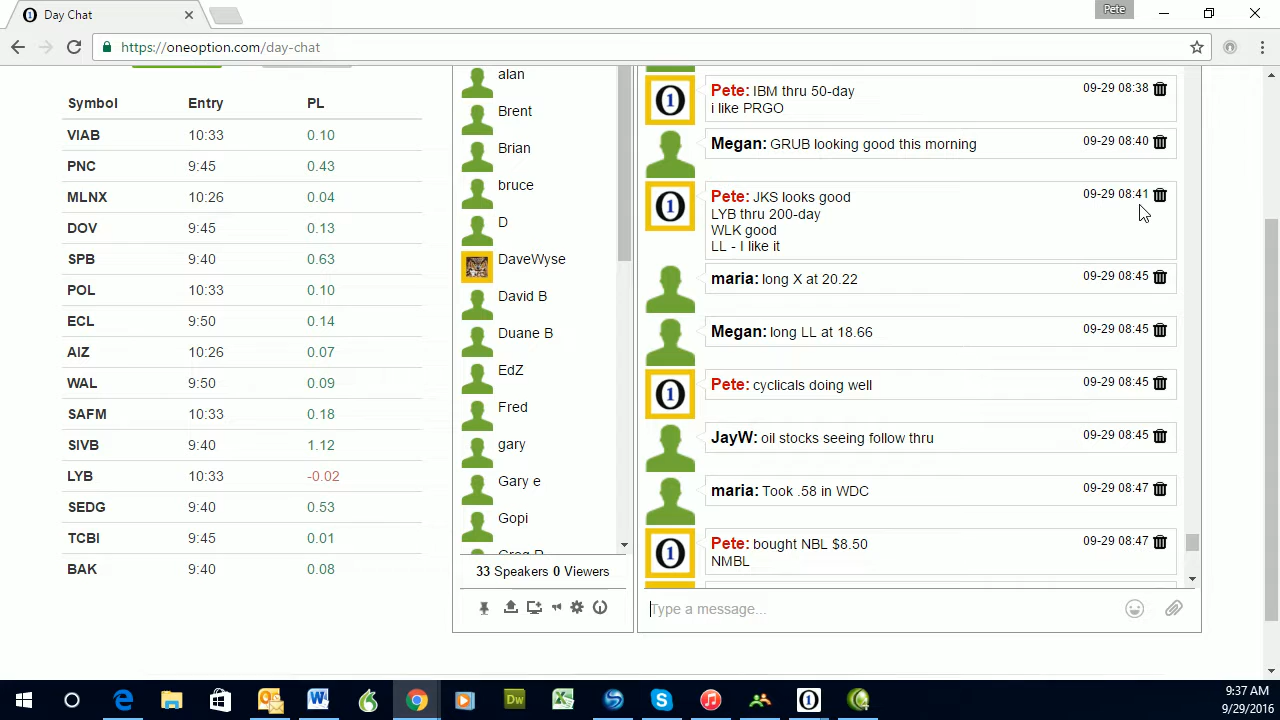 Day Chat
Pete
https://oneoption.com/day-chat
Symbol Entry PL
VIAB 10:33 0.10
PNC 9:45 0.43
MLNX 10:26 0.04
DOV 9:45 0.13
SPB 9:40 0.63
POL 10:33 0.10
ECL 9:50 0.14
AIZ 10:26 0.07
WAL 9:50 0.09
SAFM 10:33 0.18
SIVB 9:40 1.12
LYB 10:33 -0.02
SEDG 9:40 0.53
TCBI 9:45 0.01
BAK 9:40 0.08
alan
Brent
Brian
bruce
D
DaveWyse
David B
Duane B
EdZ
Fred
gary
Gary e
Gopi
33 Speakers 0 Viewers
Pete: IBM thru 50-day 09-29 08:38
i like PRGO
Megan: GRUB looking good this morning 09-29 08:40
Pete: JKS looks good 09-29 08:41
LYB thru 200-day
WLK good
LL - I like it
maria: long X at 20.22 09-29 08:45
Megan: long LL at 18.66 09-29 08:45
Pete: cyclicals doing well 09-29 08:45
JayW: oil stocks seeing follow thru 09-29 08:45
maria: Took .58 in WDC 09-29 08:47
Pete: bought NBL $8.50 09-29 08:47
NMBL
Type a message...
9:37 AM
9/29/2016